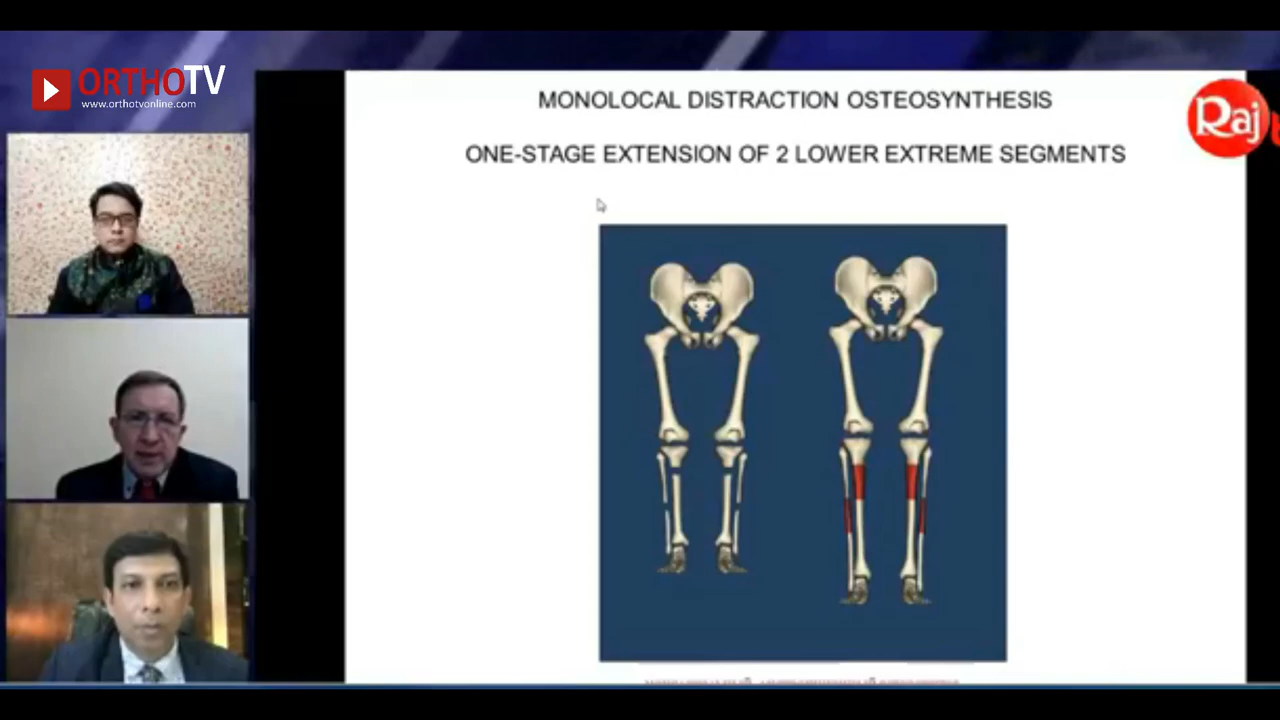 ORTHOTV
www.orthotvonline.com
MONOLOCAL DISTRACTION OSTEOSYNTHESIS
ONE-STAGE EXTENSION OF 2 LOWER EXTREME SEGMENTS
Raj